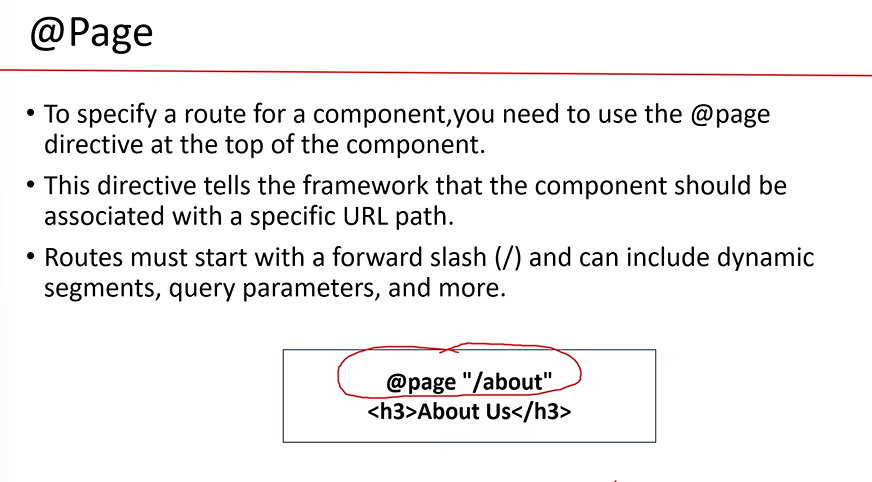 @Page
• To specify a route for a component,you need to use the @page
directive at the top of the component.
• This directive tells the framework that the component should be
associated with a specific URL path.
• Routes must start with a forward slash (/) and can include dynamic
segments, query parameters, and more.
@page "/about"
<h3>About Us</h3>